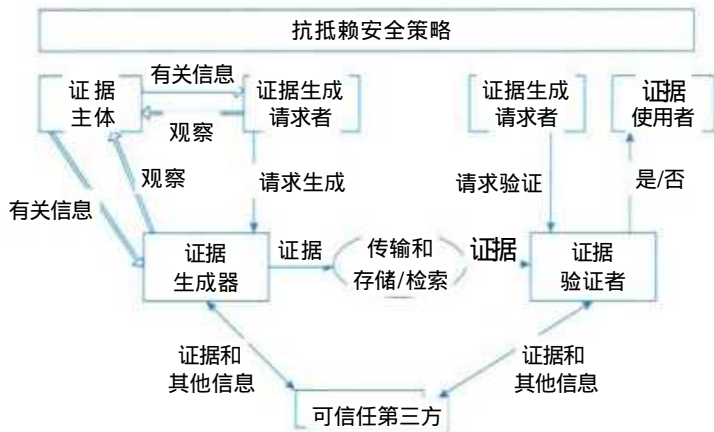 抗抵赖安全策略
证据
主体
有关信息
观察
证据生成
请求者
证据生成
请求者
证据
使用者
观察
请求生成
请求验证
是/否
有关信息
证据
生成器
证据
传输和
存储/检索
证据
证据
验证者
证据和
其他信息
证据和
其他信息
可信任第三方